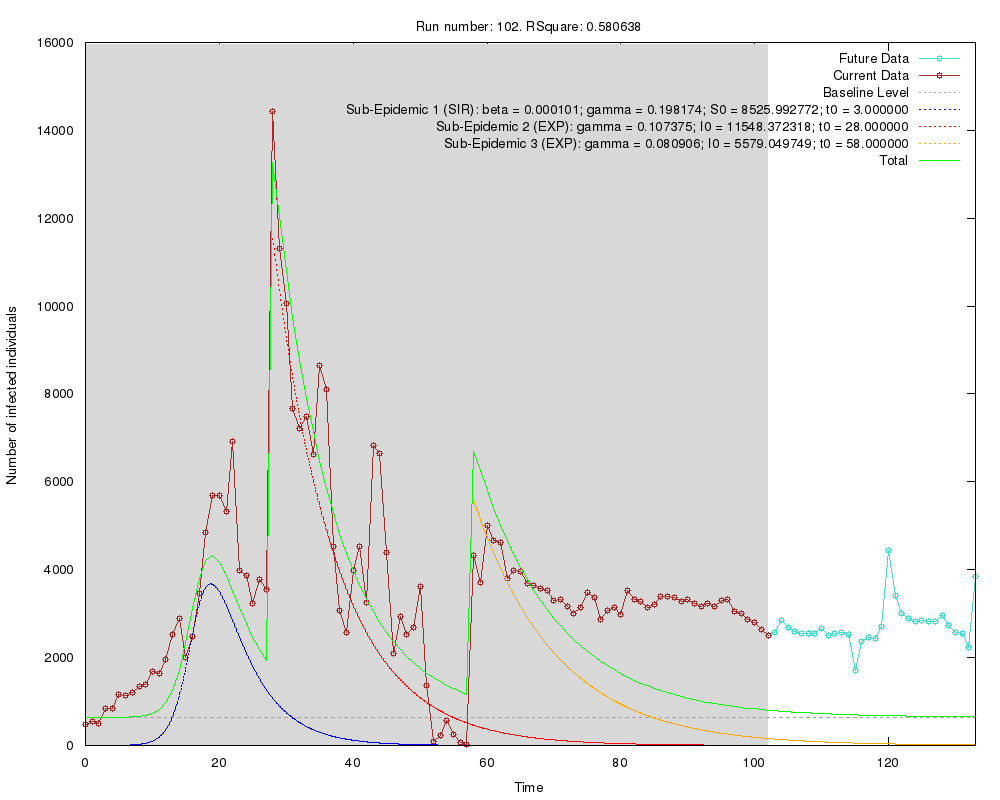 Run number: 102. RSquare: 0.580638
16000
14000
12000
10000
8000
6000
4000
2000
0
Number of infected individuals
Future Data
Current Data
Baseline Level
Sub-Epidemic 1 (SIR): beta = 0.000101; gamma = 0.198174; S0 = 8525.992772; t0 = 3.000000
Sub-Epidemic 2 (EXP): gamma = 0.107375; I0 = 11548.372318; t0 = 28.000000
Sub-Epidemic 3 (EXP): gamma = 0.080906; I0 = 5579.049749; t0 = 58.000000
Total
0 20 40 60 80 100 120
Time